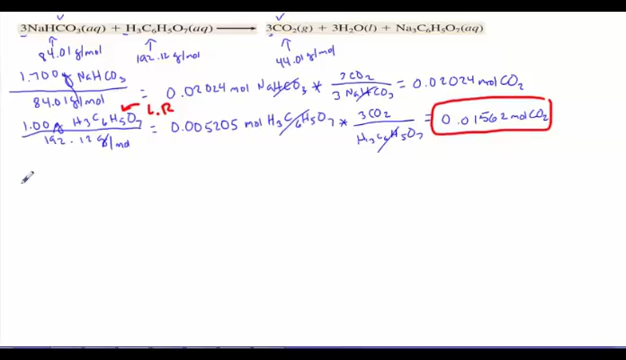 3NaHCO₃(aq) + H₃C₆H₅O₇(aq) ⟶ 3CO₂(g) + 3H₂O(l) + Na₃C₆H₅O₇(aq)
84.01 g/mol 192.12 g/mol 44.01 g/mol
1.700g NaHCO₃ / 84.01 g/mol = 0.02024 mol NaHCO₃ * 3CO₂ / 3NaHCO₃ = 0.02024 mol CO₂
L.R
1.00g H₃C₆H₅O₇ / 192.12 g/mol = 0.005205 mol H₃C₆H₅O₇ * 3CO₂ / H₃C₆H₅O₇ = 0.01562 mol CO₂